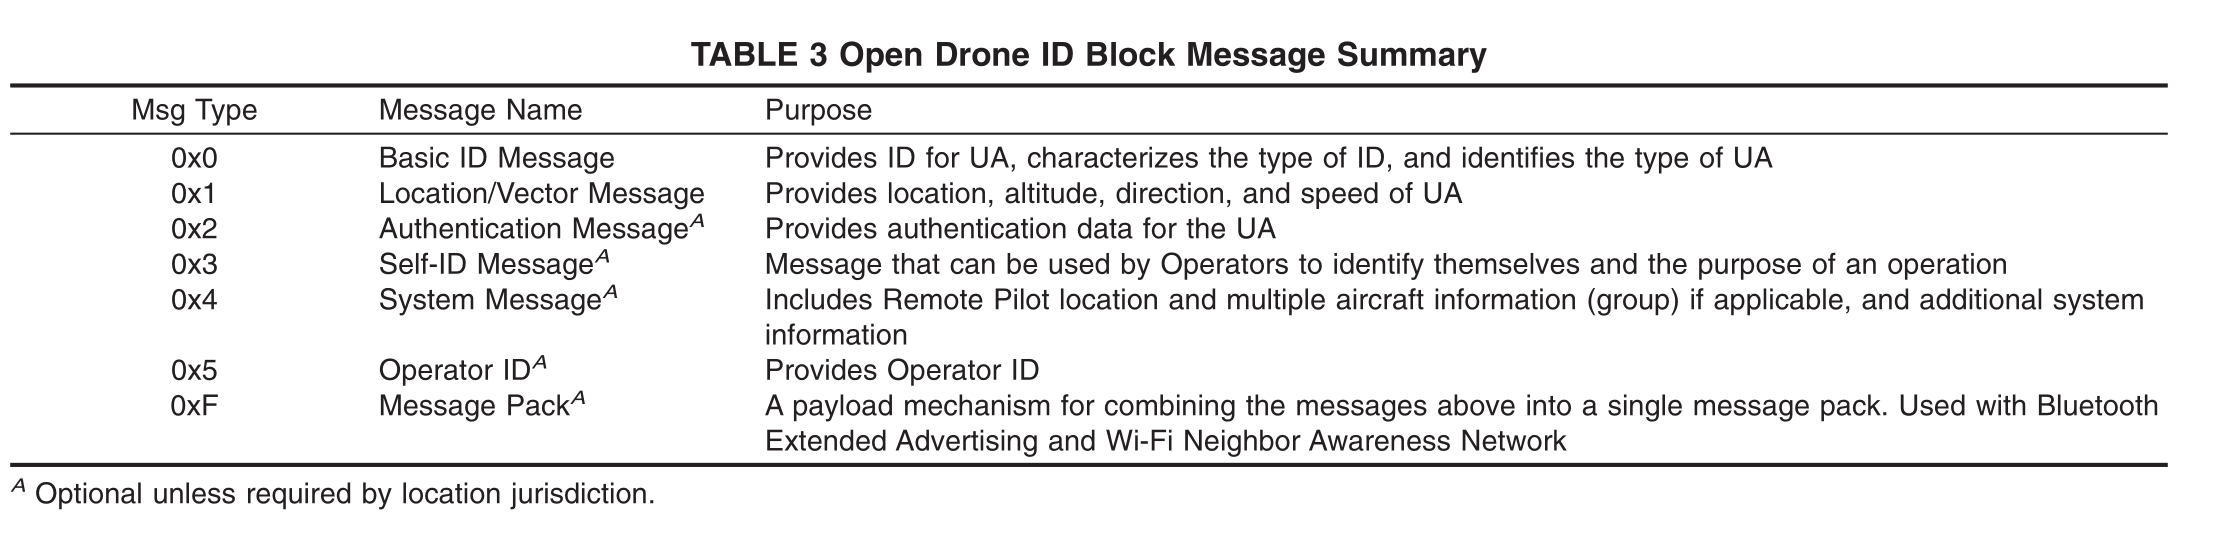 TABLE 3 Open Drone ID Block Message Summary
Msg Type Message Name Purpose
0x0 Basic ID Message Provides ID for UA, characterizes the type of ID, and identifies the type of UA
0x1 Location/Vector Message Provides location, altitude, direction, and speed of UA
0x2 Authentication Message^A Provides authentication data for the UA
0x3 Self-ID Message^A Message that can be used by Operators to identify themselves and the purpose of an operation
0x4 System Message^A Includes Remote Pilot location and multiple aircraft information (group) if applicable, and additional system
information
0x5 Operator ID^A Provides Operator ID
0xF Message Pack^A A payload mechanism for combining the messages above into a single message pack. Used with Bluetooth
Extended Advertising and Wi-Fi Neighbor Awareness Network
^A Optional unless required by location jurisdiction.